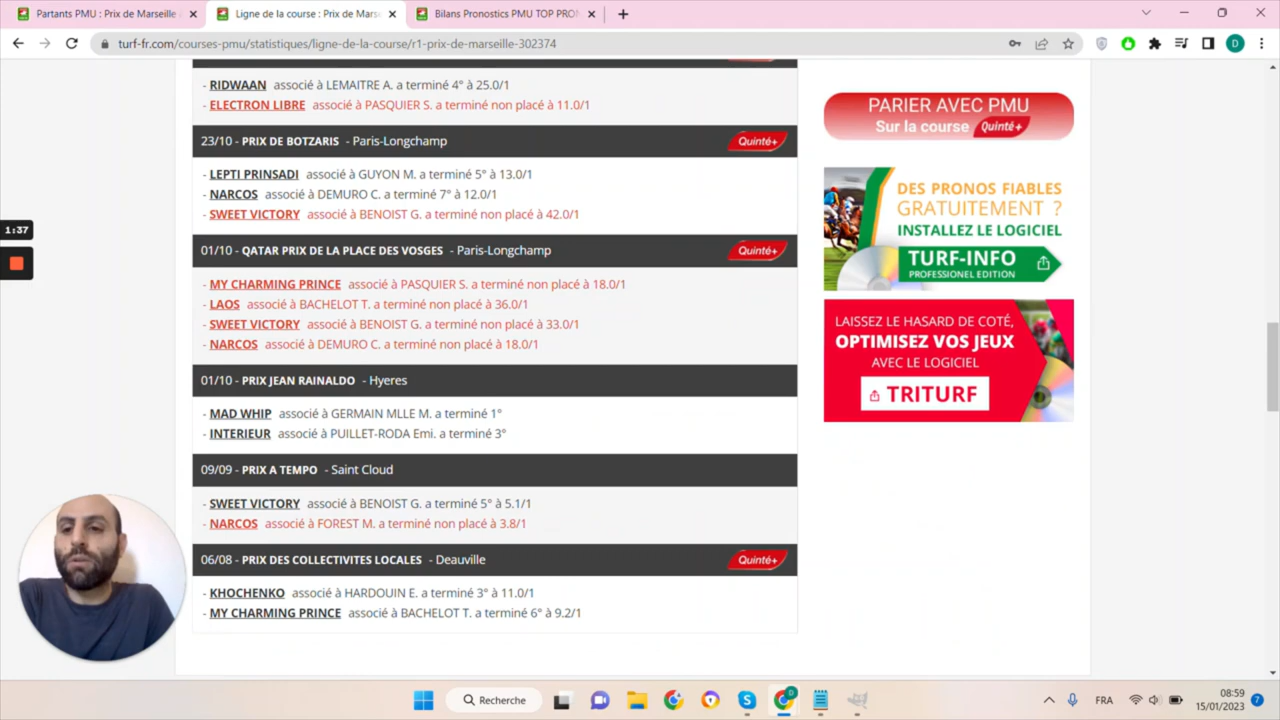 Partants PMU : Prix de Marseille
Ligne de la course : Prix de Mars
Bilans Pronostics PMU TOP PRO
turf-fr.com/courses-pmu/statistiques/ligne-de-la-course/r1-prix-de-marseille-302374
D
- RIDWAAN associé à LEMAITRE A. a terminé 4° à 25.0/1
- ELECTRON LIBRE associé à PASQUIER S. a terminé non placé à 11.0/1
23/10 - PRIX DE BOTZARIS - Paris-Longchamp Quinté+
- LEPTI PRINSADI associé à GUYON M. a terminé 5° à 13.0/1
- NARCOS associé à DEMURO C. a terminé 7° à 12.0/1
- SWEET VICTORY associé à BENOIST G. a terminé non placé à 42.0/1
01/10 - QATAR PRIX DE LA PLACE DES VOSGES - Paris-Longchamp Quinté+
- MY CHARMING PRINCE associé à PASQUIER S. a terminé non placé à 18.0/1
- LAOS associé à BACHELOT T. a terminé non placé à 36.0/1
- SWEET VICTORY associé à BENOIST G. a terminé non placé à 33.0/1
- NARCOS associé à DEMURO C. a terminé non placé à 18.0/1
01/10 - PRIX JEAN RAINALDO - Hyeres
- MAD WHIP associé à GERMAIN MLLE M. a terminé 1°
- INTERIEUR associé à PUILLET-RODA Emi. a terminé 3°
09/09 - PRIX A TEMPO - Saint Cloud
- SWEET VICTORY associé à BENOIST G. a terminé 5° à 5.1/1
- NARCOS associé à FOREST M. a terminé non placé à 3.8/1
06/08 - PRIX DES COLLECTIVITES LOCALES - Deauville Quinté+
- KHOCHENKO associé à HARDOUIN E. a terminé 3° à 11.0/1
- MY CHARMING PRINCE associé à BACHELOT T. a terminé 6° à 9.2/1
PARIER AVEC PMU
Sur la course Quinté+
DES PRONOS FIABLES
GRATUITEMENT ?
INSTALLEZ LE LOGICIEL
TURF-INFO
PROFESSIONEL EDITION
LAISSEZ LE HASARD DE COTÉ,
OPTIMISEZ VOS JEUX
AVEC LE LOGICIEL
TRITURF
1:37
Recherche
D
FRA
08:59
15/01/2023
7